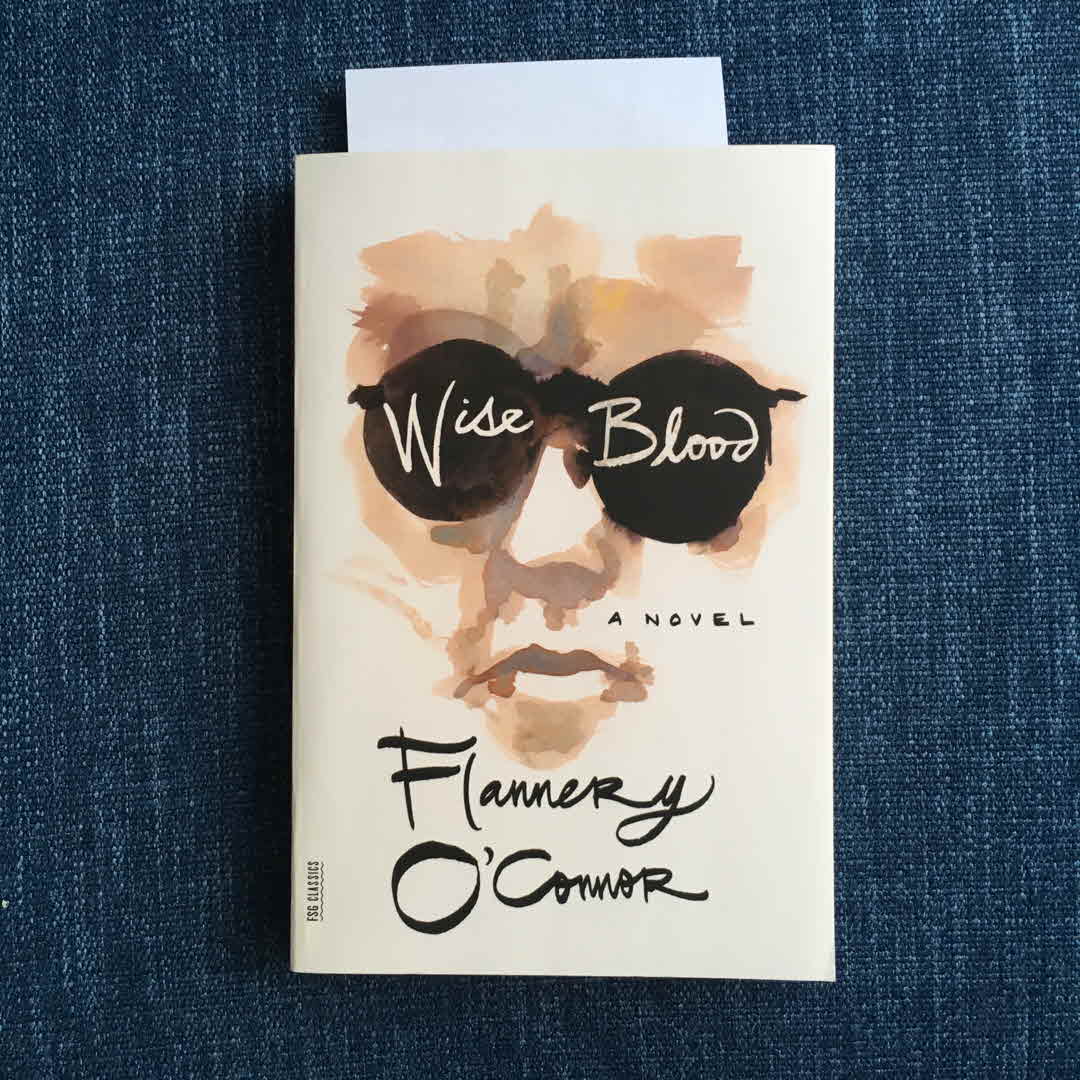 Wise Blood
A NOVEL
Flannery
O'Connor
FSG CLASSICS